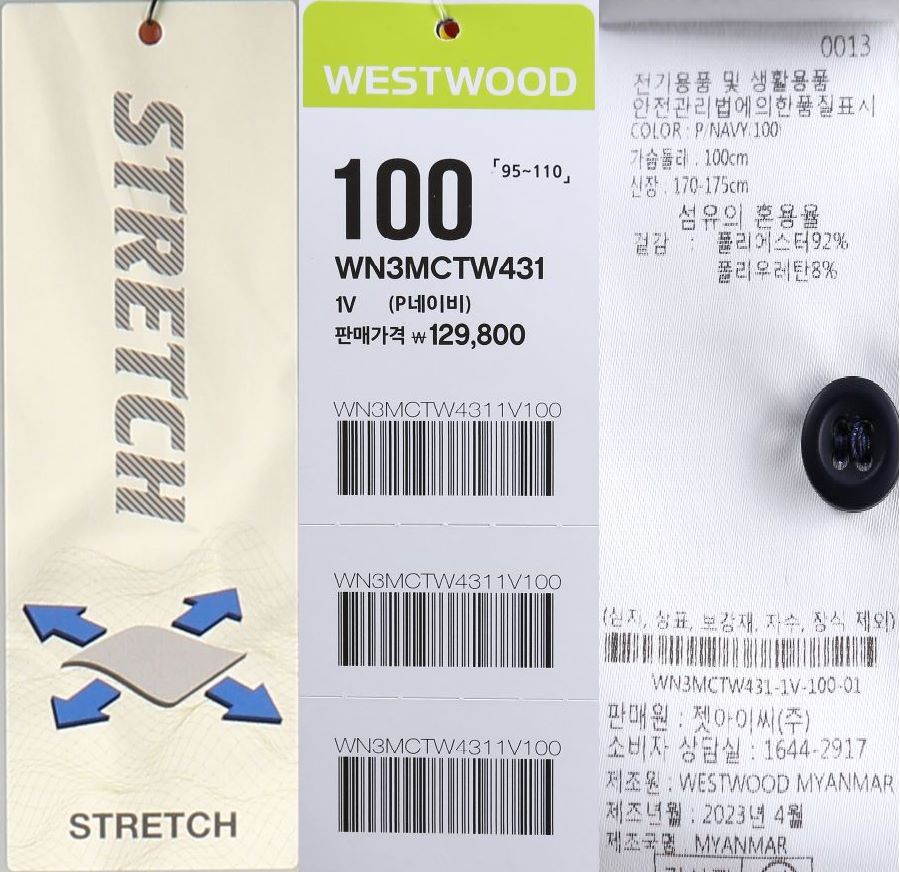 STRETCH
STRETCH
WESTWOOD
100 「95~110」
WN3MCTW431
1V (P네이비)
판매가격 ₩129,800
WN3MCTW4311V100
WN3MCTW4311V100
WN3MCTW4311V100
0013
전기용품 및 생활용품
안전관리법에의한품질표시
COLOR : P/NAVY(100)
가슴둘레 : 100cm
신장 : 170-175cm
섬유의 혼용율
겉감 : 폴리에스터92%
폴리우레탄8%
(심지, 상표, 보강재, 자수, 장식 제외)
WN3MCTW431-1V-100-01
판매원 : 젯아이씨(주)
소비자 상담실 : 1644-2917
제조원 : WESTWOOD MYANMAR
제조년월 : 2023년 4월
제조국명 MYANMAR